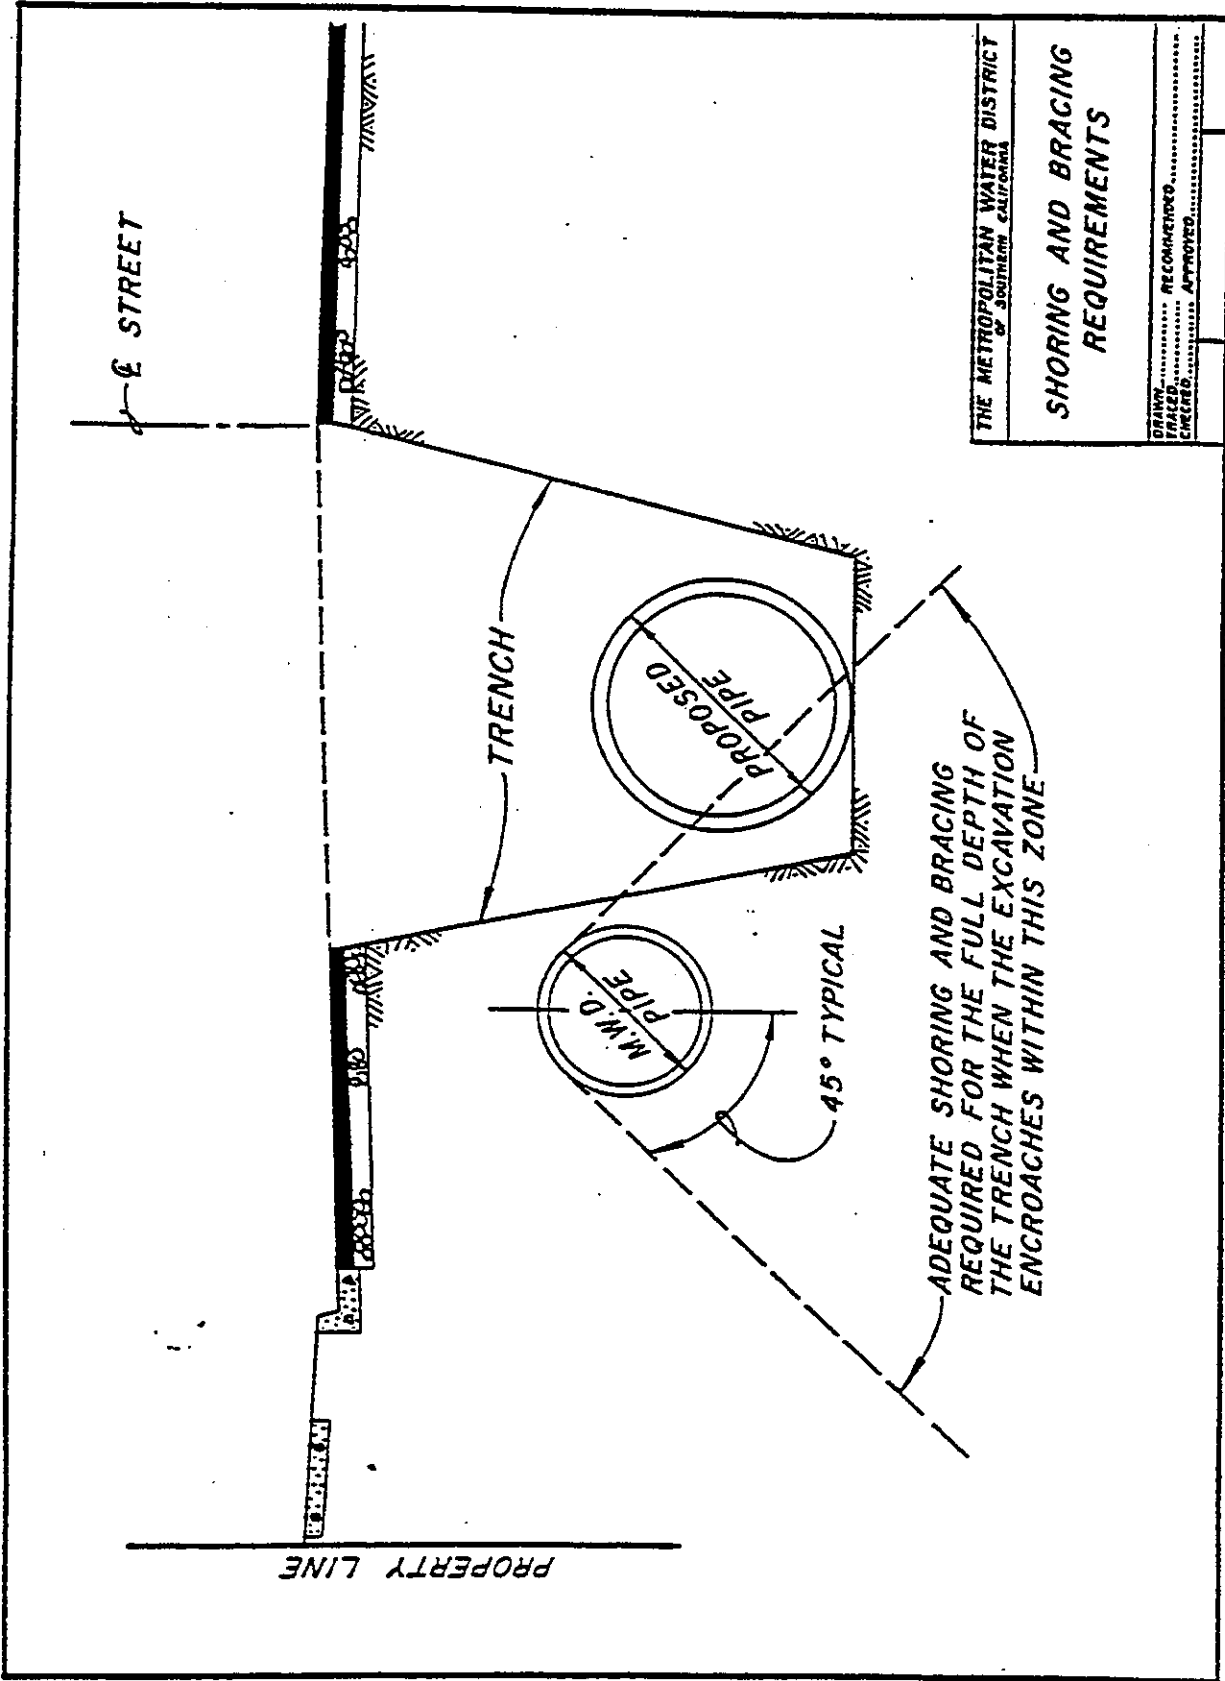 ℄ STREET
TRENCH
PROPOSED
PIPE
M.W.D.
PIPE
45° TYPICAL
PROPERTY LINE
ADEQUATE SHORING AND BRACING
REQUIRED FOR THE FULL DEPTH OF
THE TRENCH WHEN THE EXCAVATION
ENCROACHES WITHIN THIS ZONE
THE METROPOLITAN WATER DISTRICT
OF SOUTHERN CALIFORNIA
SHORING AND BRACING
REQUIREMENTS
DRAWN............ RECOMMENDED....................
TRACED............
CHECKED............ APPROVED....................